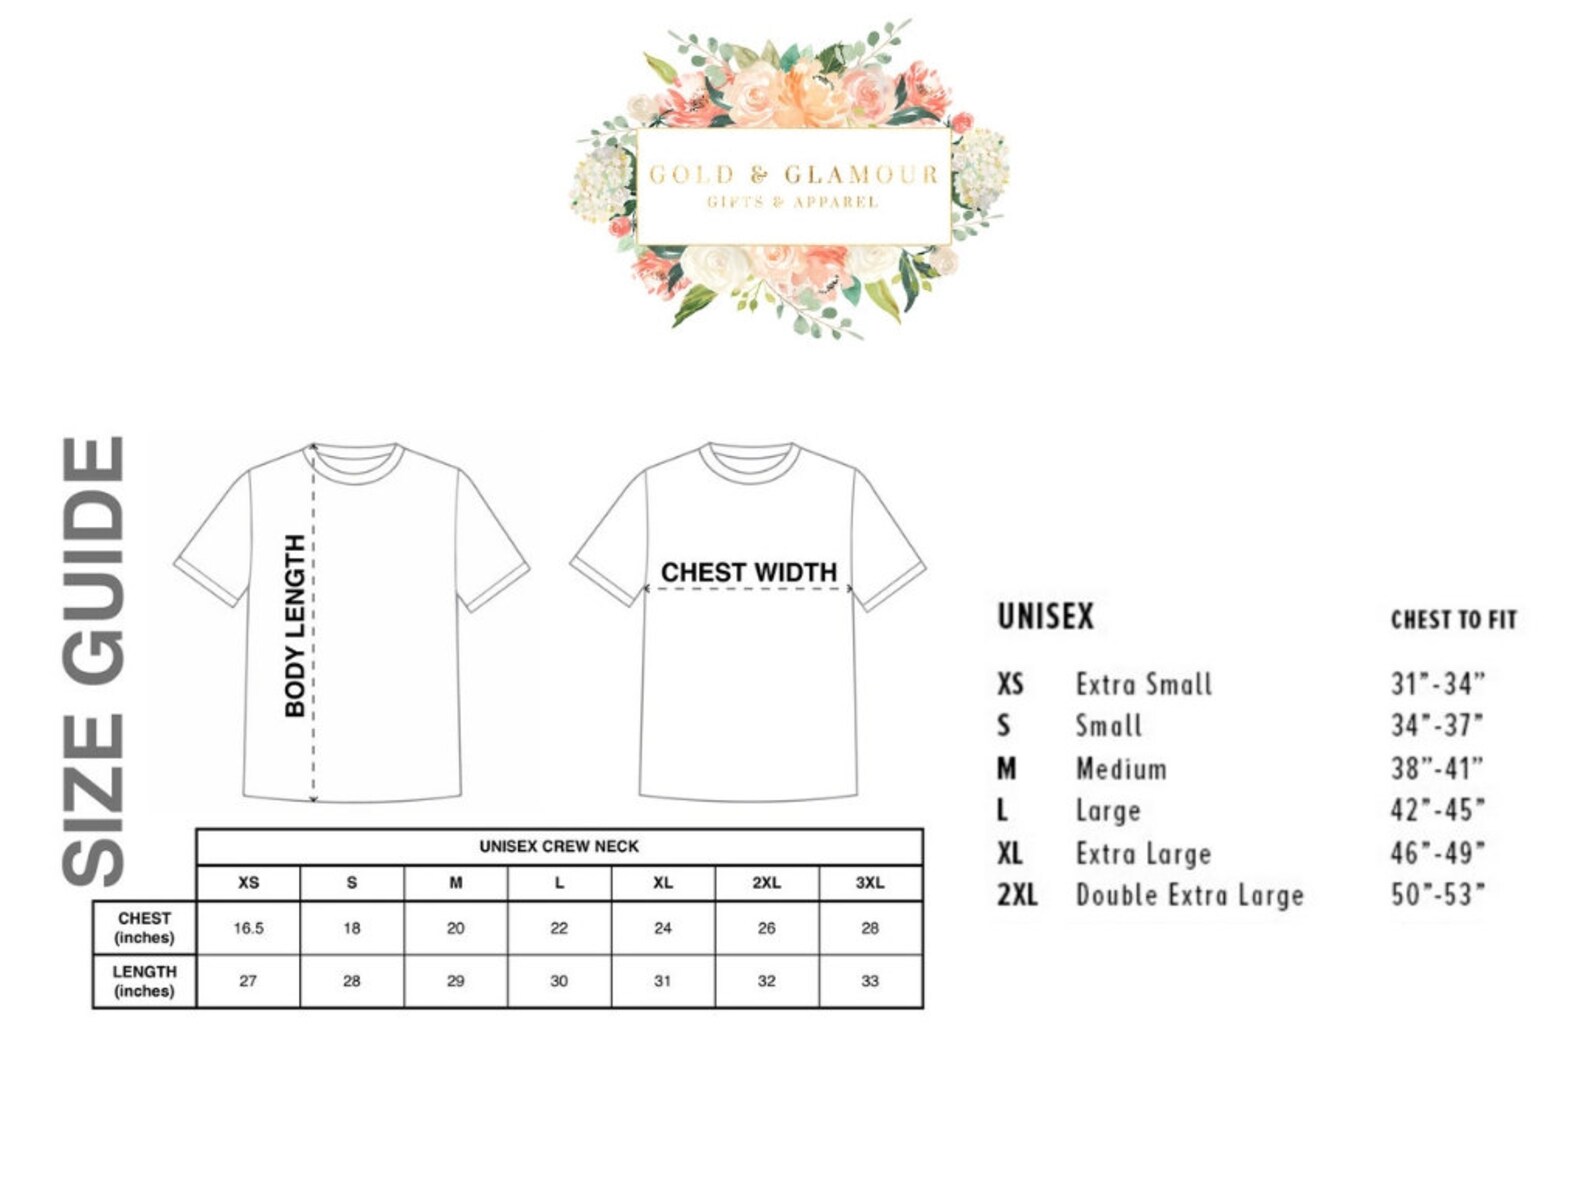 GOLD & GLAMOUR
GIFTS & APPAREL
SIZE GUIDE
BODY LENGTH
CHEST WIDTH
UNISEX CREW NECK
XS S M L XL 2XL 3XL
CHEST (inches) 16.5 18 20 22 24 26 28
LENGTH (inches) 27 28 29 30 31 32 33
UNISEX CHEST TO FIT
XS Extra Small 31”-34”
S Small 34”-37”
M Medium 38”-41”
L Large 42”-45”
XL Extra Large 46”-49”
2XL Double Extra Large 50”-53”